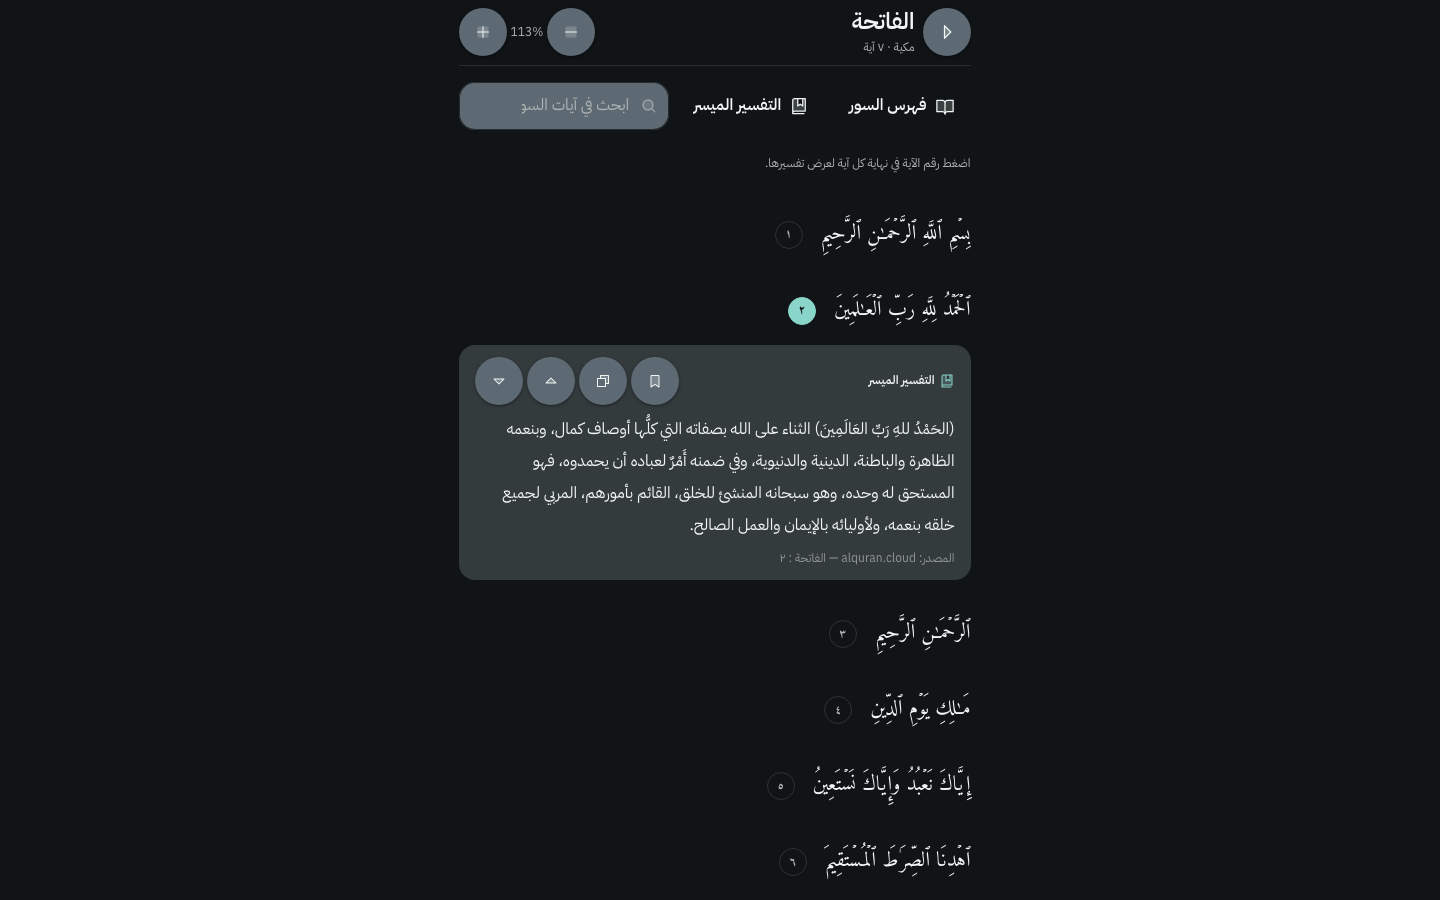 الفاتحة
مكية · ٧ آية
113%
فهرس السور
التفسير الميسر
ابحث في آيات السو
اضغط رقم الآية في نهاية كل آية لعرض تفسيرها.
بِسْمِ ٱللَّهِ ٱلرَّحْمَـٰنِ ٱلرَّحِيمِ ١
ٱلْحَمْدُ لِلَّهِ رَبِّ ٱلْعَـٰلَمِينَ ٢
التفسير الميسر
(الحَمْدُ للهِ رَبِّ العَالَمِينَ) الثناء على الله بصفاته التي كلُّها أوصاف كمال، وبنعمه
الظاهرة والباطنة، الدينية والدنيوية، وفي ضمنه أَمْرٌ لعباده أن يحمدوه، فهو
المستحق له وحده، وهو سبحانه المنشئ للخلق، القائم بأمورهم، المربي لجميع
خلقه بنعمه، ولأوليائه بالإيمان والعمل الصالح.
المصدر: alquran.cloud — الفاتحة : ٢
ٱلرَّحْمَـٰنِ ٱلرَّحِيمِ ٣
مَـٰلِكِ يَوْمِ ٱلدِّينِ ٤
إِيَّاكَ نَعْبُدُ وَإِيَّاكَ نَسْتَعِينُ ٥
ٱهْدِنَا ٱلصِّرَٰطَ ٱلْمُسْتَقِيمَ ٦